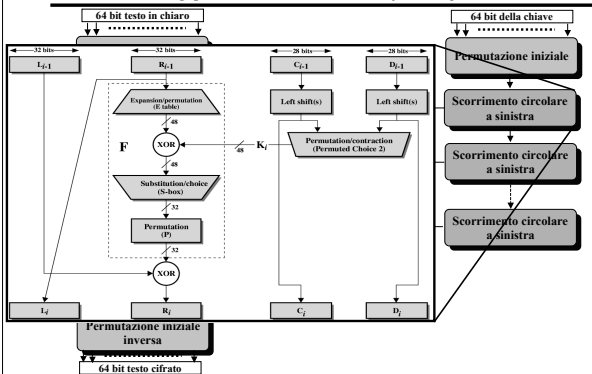 64 bit testo in chiaro
64 bit della chiave
32 bits
32 bits
28 bits
28 bits
Permutazione iniziale
Li-1
Ri-1
Ci-1
Di-1
Expansion/permutation
(E table)
Left shift(s)
Left shift(s)
Scorrimento circolare
a sinistra
48
F
XOR
48
Ki
Permutation/contraction
(Permuted Choice 2)
48
Scorrimento circolare
a sinistra
Substitution/choice
(S-box)
32
Permutation
(P)
Scorrimento circolare
a sinistra
32
XOR
Li
Ri
Ci
Di
Permutazione iniziale
inversa
64 bit testo cifrato